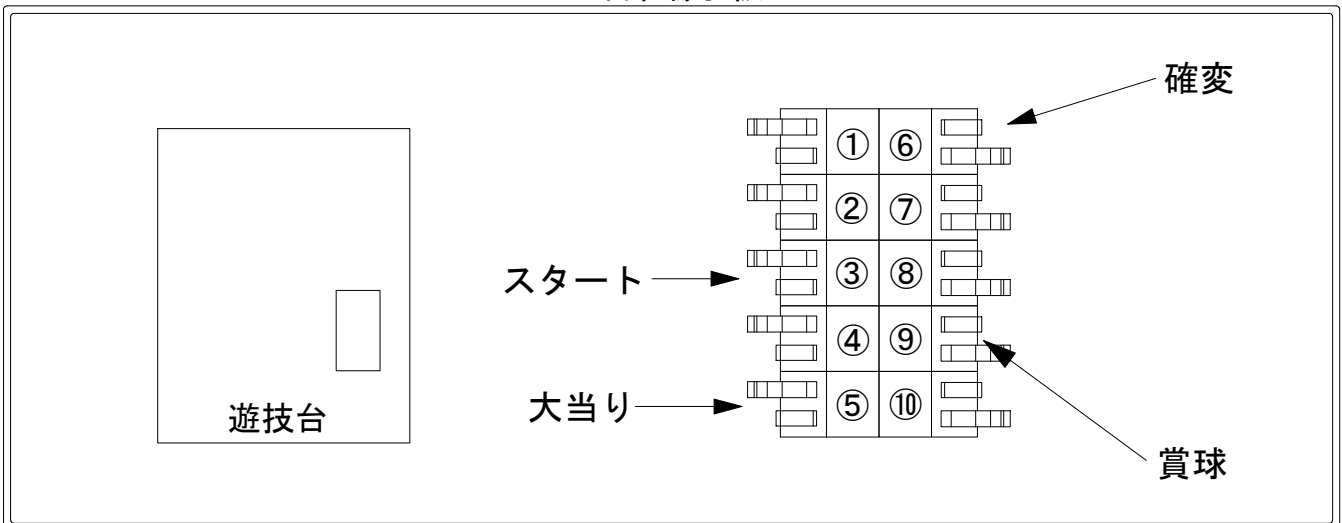 確変
① ⑥
② ⑦
スタート ③ ⑧
④ ⑨
大当り ⑤ ⑩
遊技台
賞球